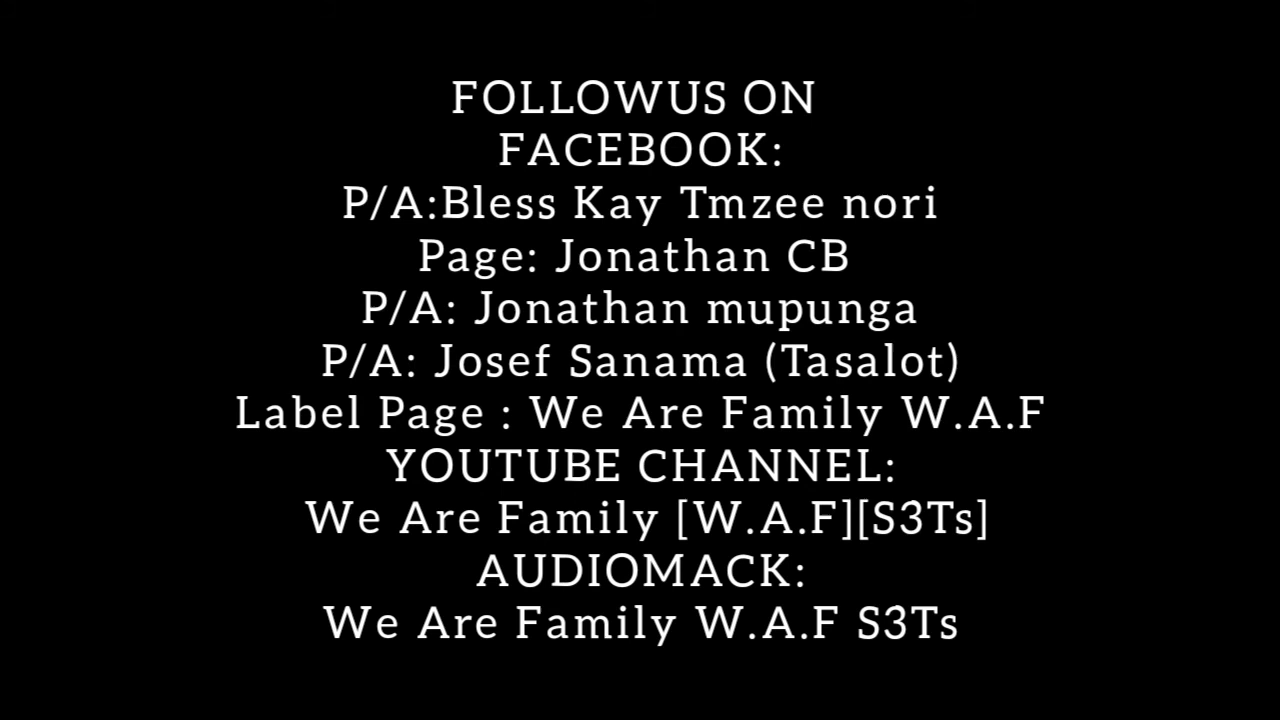 FOLLOWUS ON
FACEBOOK:
P/A:Bless Kay Tmzee nori
Page: Jonathan CB
P/A: Jonathan mupunga
P/A: Josef Sanama (Tasalot)
Label Page : We Are Family W.A.F
YOUTUBE CHANNEL:
We Are Family [W.A.F][S3Ts]
AUDIOMACK:
We Are Family W.A.F S3Ts